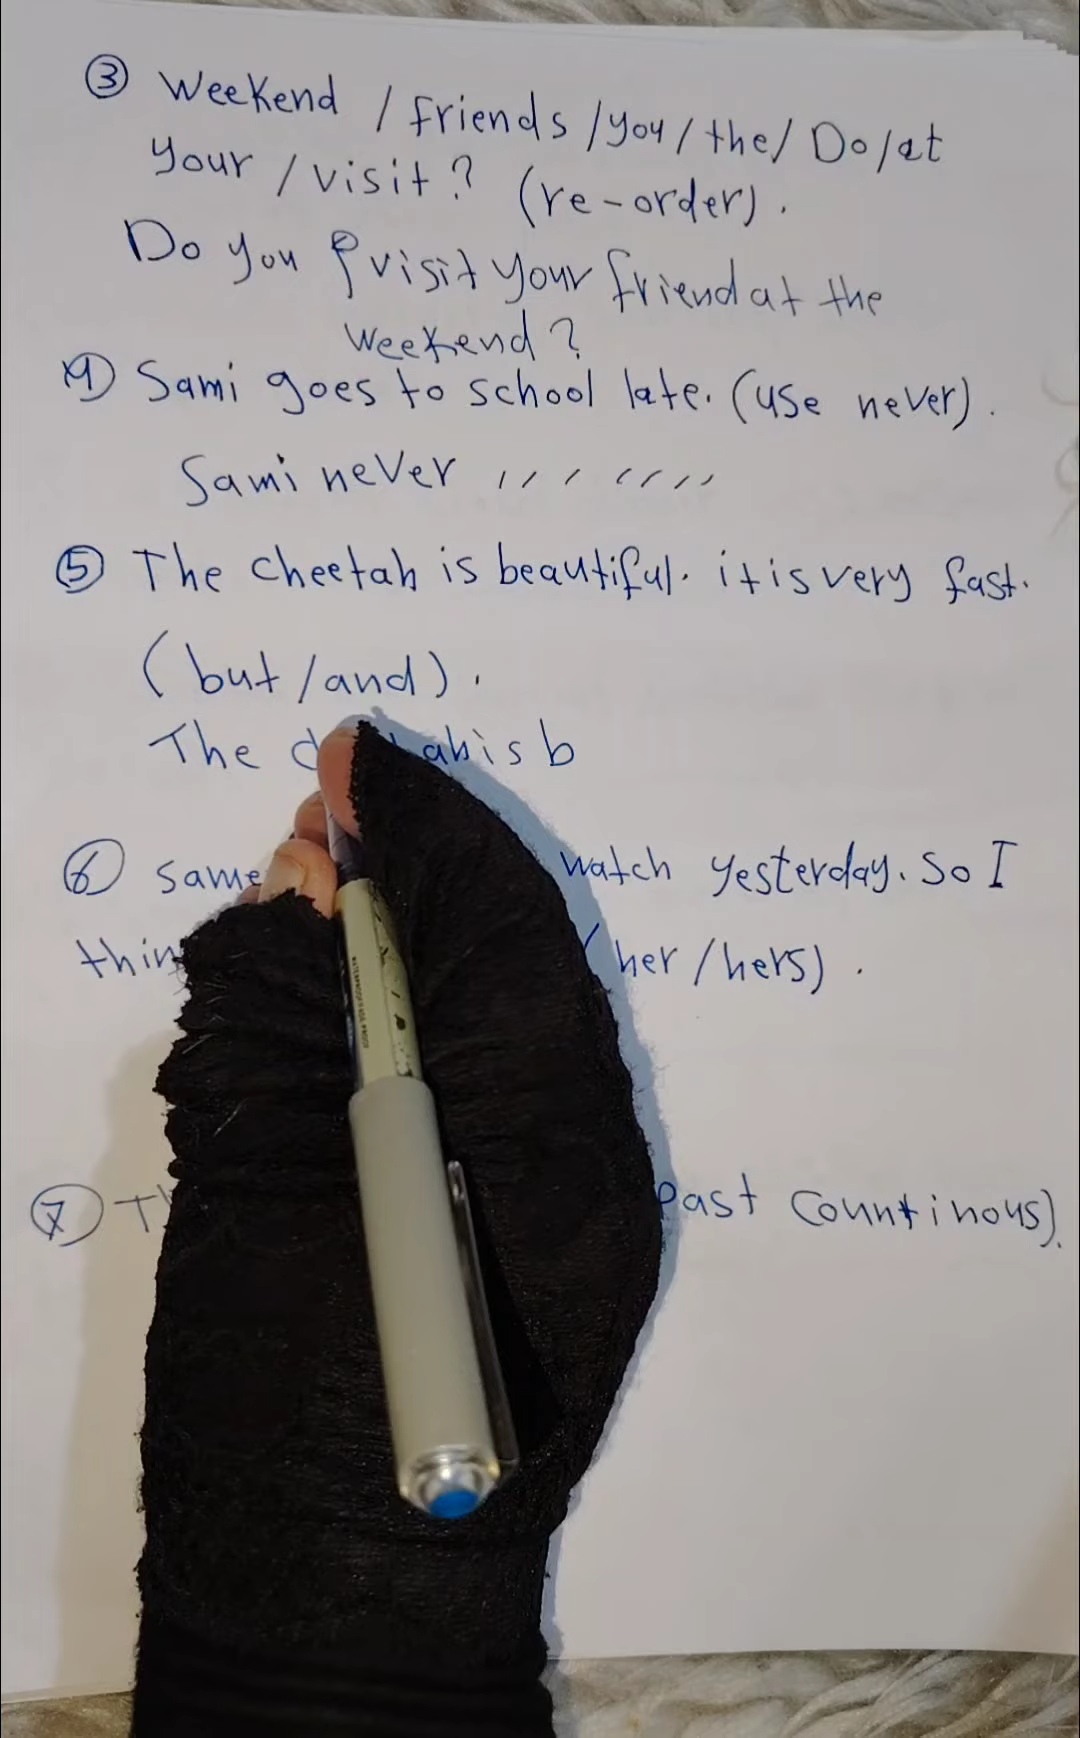 ③ Weekend / friends / you / the / Do / at
your / visit ? (re-order) .
Do you visit your friend at the
weekend ?
④ Sami goes to school late. (use never) .
Sami never ,, , ,,,,
⑤ The cheetah is beautiful. it is very fast.
(but / and) .
The is b
⑥ watch yesterday. So I
(her / hers) .
⑦ Past Countinous) .